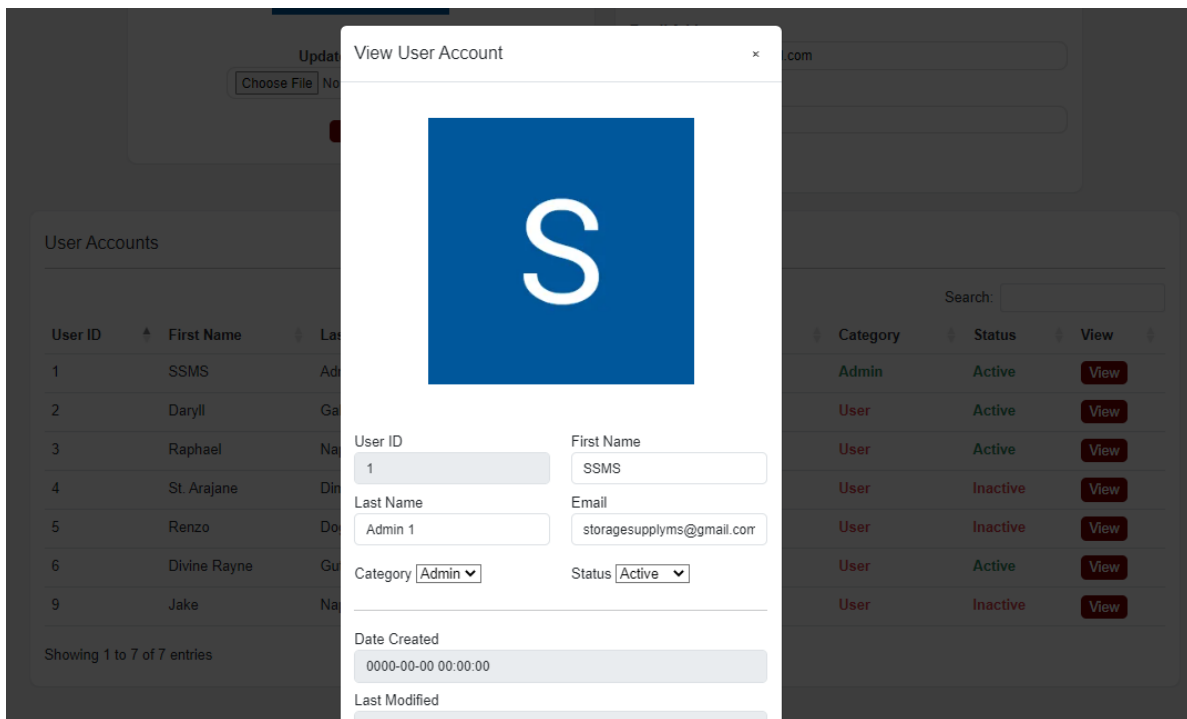 Updat
Choose File No
.com
View User Account ×
S
User Accounts
Search:
User ID First Name Las Category Status View
1 SSMS Adr Admin Active View
2 Daryll Gal User Active View
3 Raphael Nap User Active View
4 St. Arajane Din User Inactive View
5 Renzo Do User Inactive View
6 Divine Rayne Gu User Active View
9 Jake Nap User Inactive View
Showing 1 to 7 of 7 entries
User ID First Name
1 SSMS
Last Name Email
Admin 1 storagesupplyms@gmail.com
Category Admin Status Active
Date Created
0000-00-00 00:00:00
Last Modified